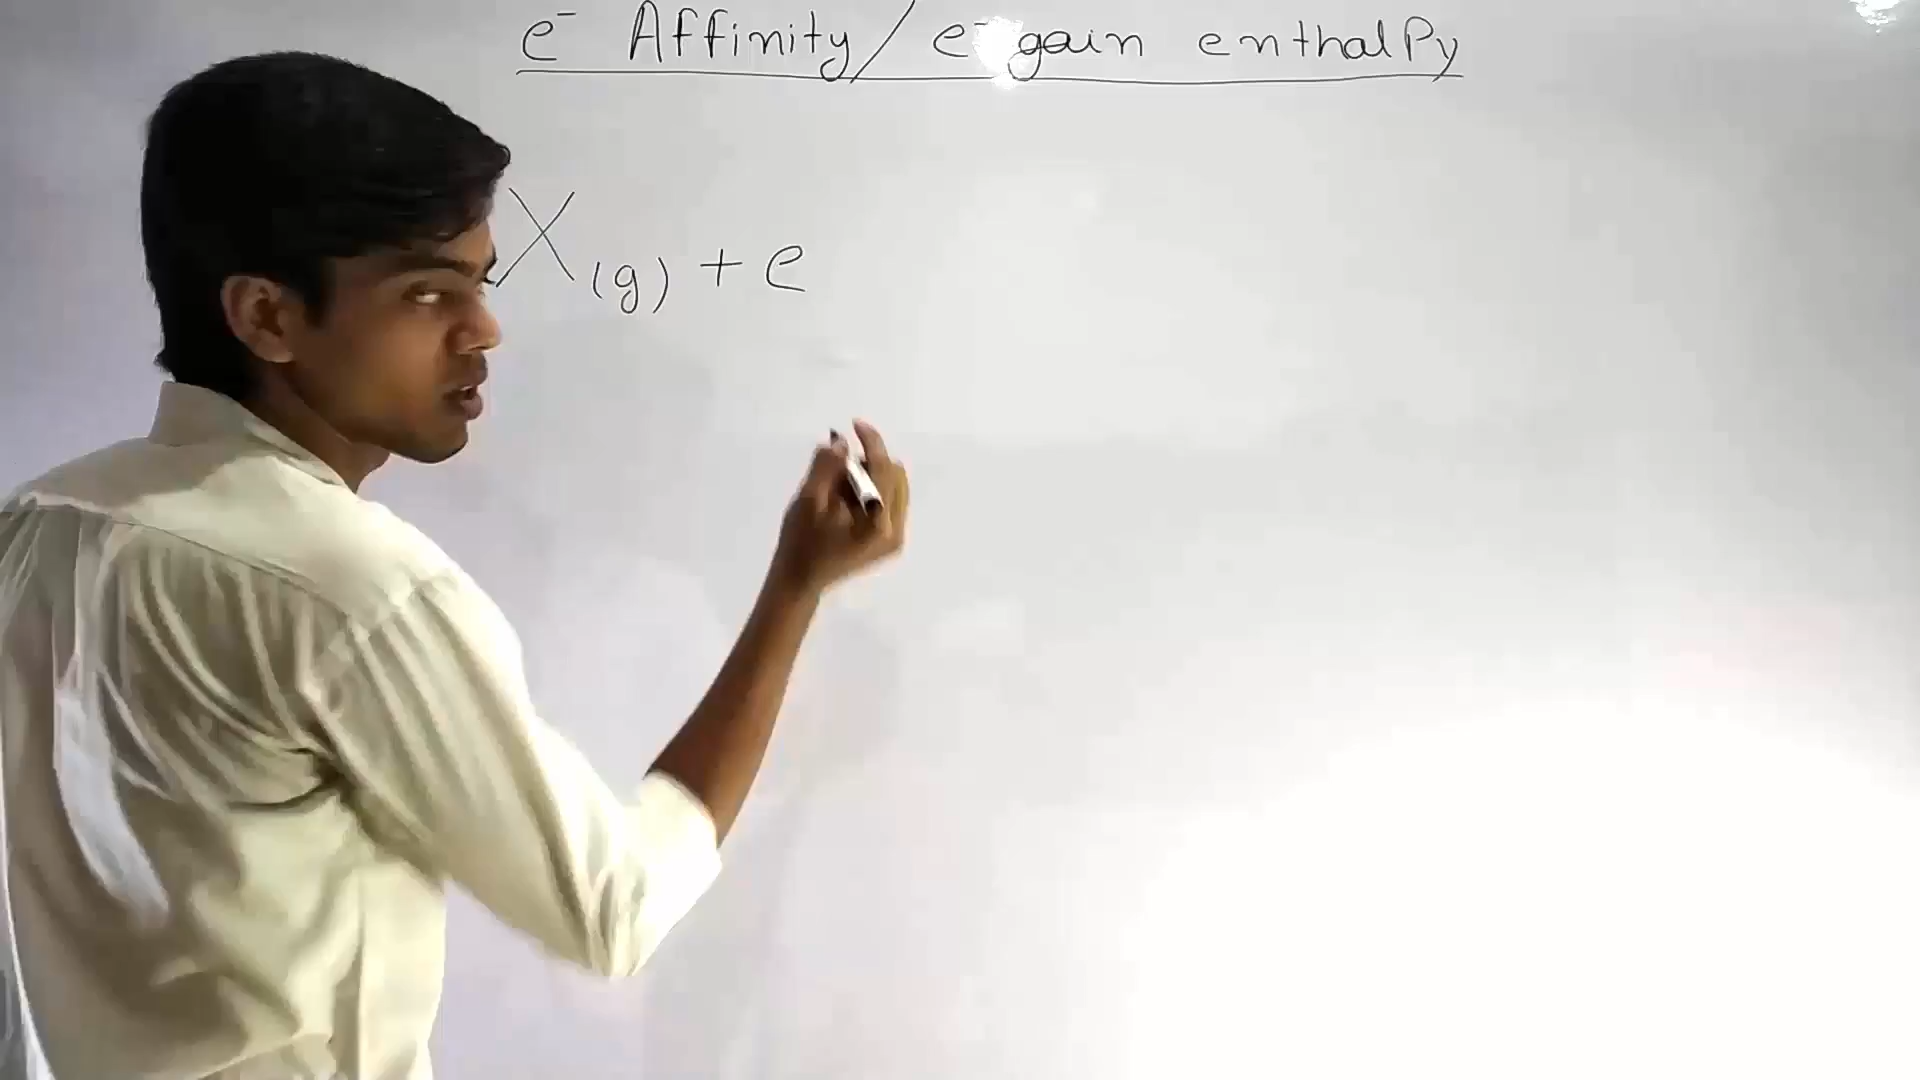 e⁻ Affinity/e⁻ gain enthalPy
X(g) + e